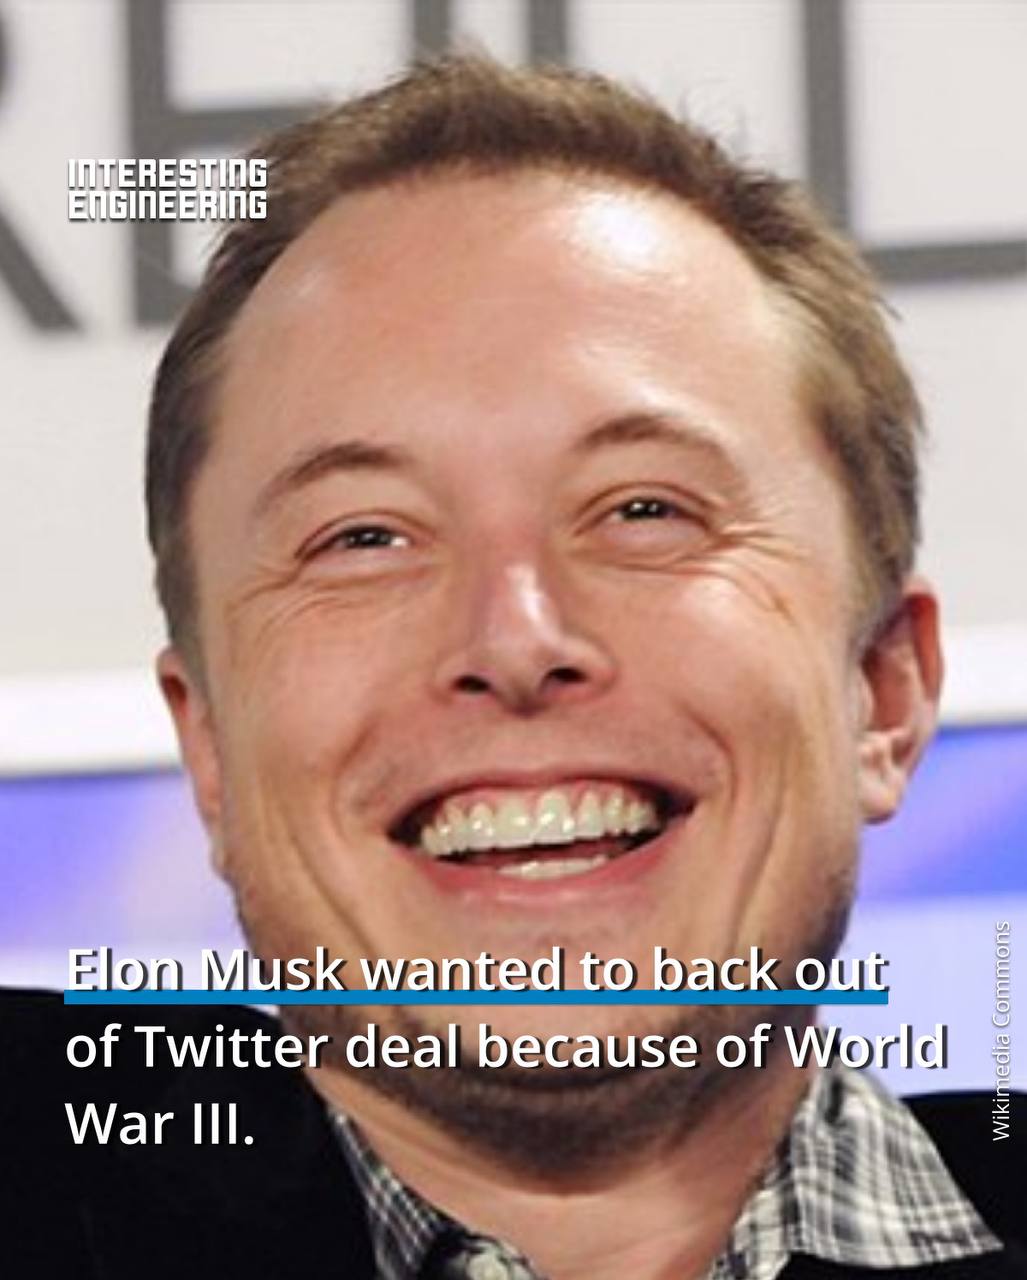 INTERESTING
ENGINEERING
Elon Musk wanted to back out
of Twitter deal because of World
War III.
Wikimedia Commons